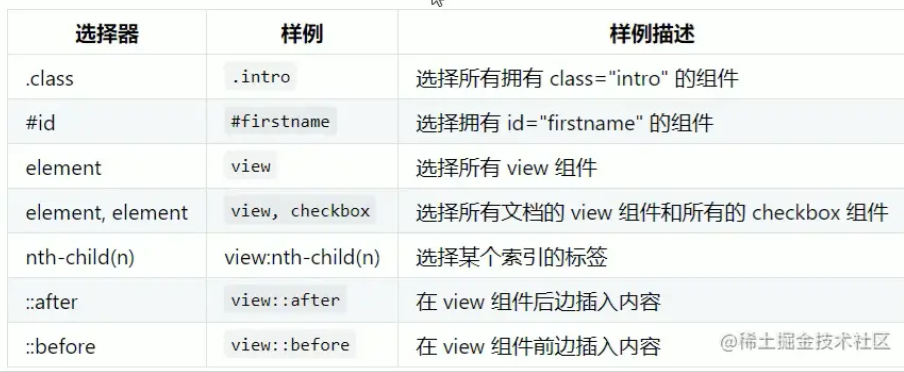 选择器 样例 样例描述
.class .intro 选择所有拥有 class="intro" 的组件
#id #firstname 选择拥有 id="firstname" 的组件
element view 选择所有 view 组件
element, element view, checkbox 选择所有文档的 view 组件和所有的 checkbox 组件
nth-child(n) view:nth-child(n) 选择某个索引的标签
::after view::after 在 view 组件后边插入内容
::before view::before 在 view 组件前边插入内容
@稀土掘金技术社区